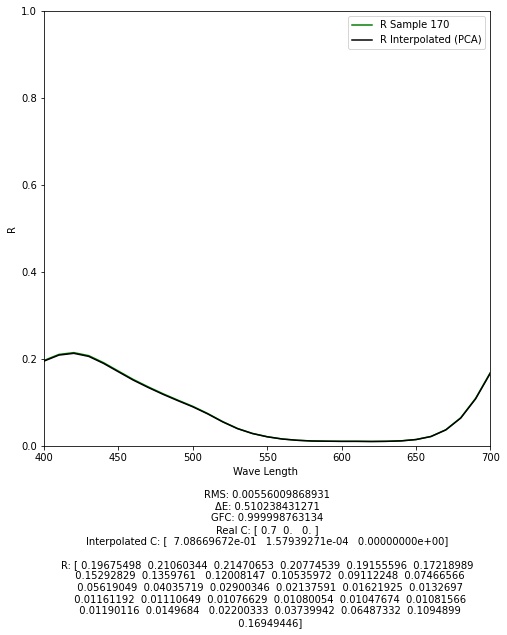 1.0
R Sample 170
R Interpolated (PCA)
0.8
0.6
R
0.4
0.2
0.0
400 450 500 550 600 650 700
Wave Length
RMS: 0.00556009868931
ΔE: 0.510238431271
GFC: 0.999998763134
Real C: [ 0.7 0. 0. ]
Interpolated C: [ 7.08669672e-01 1.57939271e-04 0.00000000e+00]
R: [ 0.19675498 0.21060344 0.21470653 0.20774539 0.19155596 0.17218989
0.15292829 0.1359761 0.12008147 0.10535972 0.09112248 0.07466566
0.05619049 0.04035719 0.02900346 0.02137591 0.01621925 0.0132697
0.01161192 0.01110649 0.01076629 0.01080054 0.01047674 0.01081566
0.01190116 0.0149684 0.02200333 0.03739942 0.06487332 0.1094899
0.16949446]